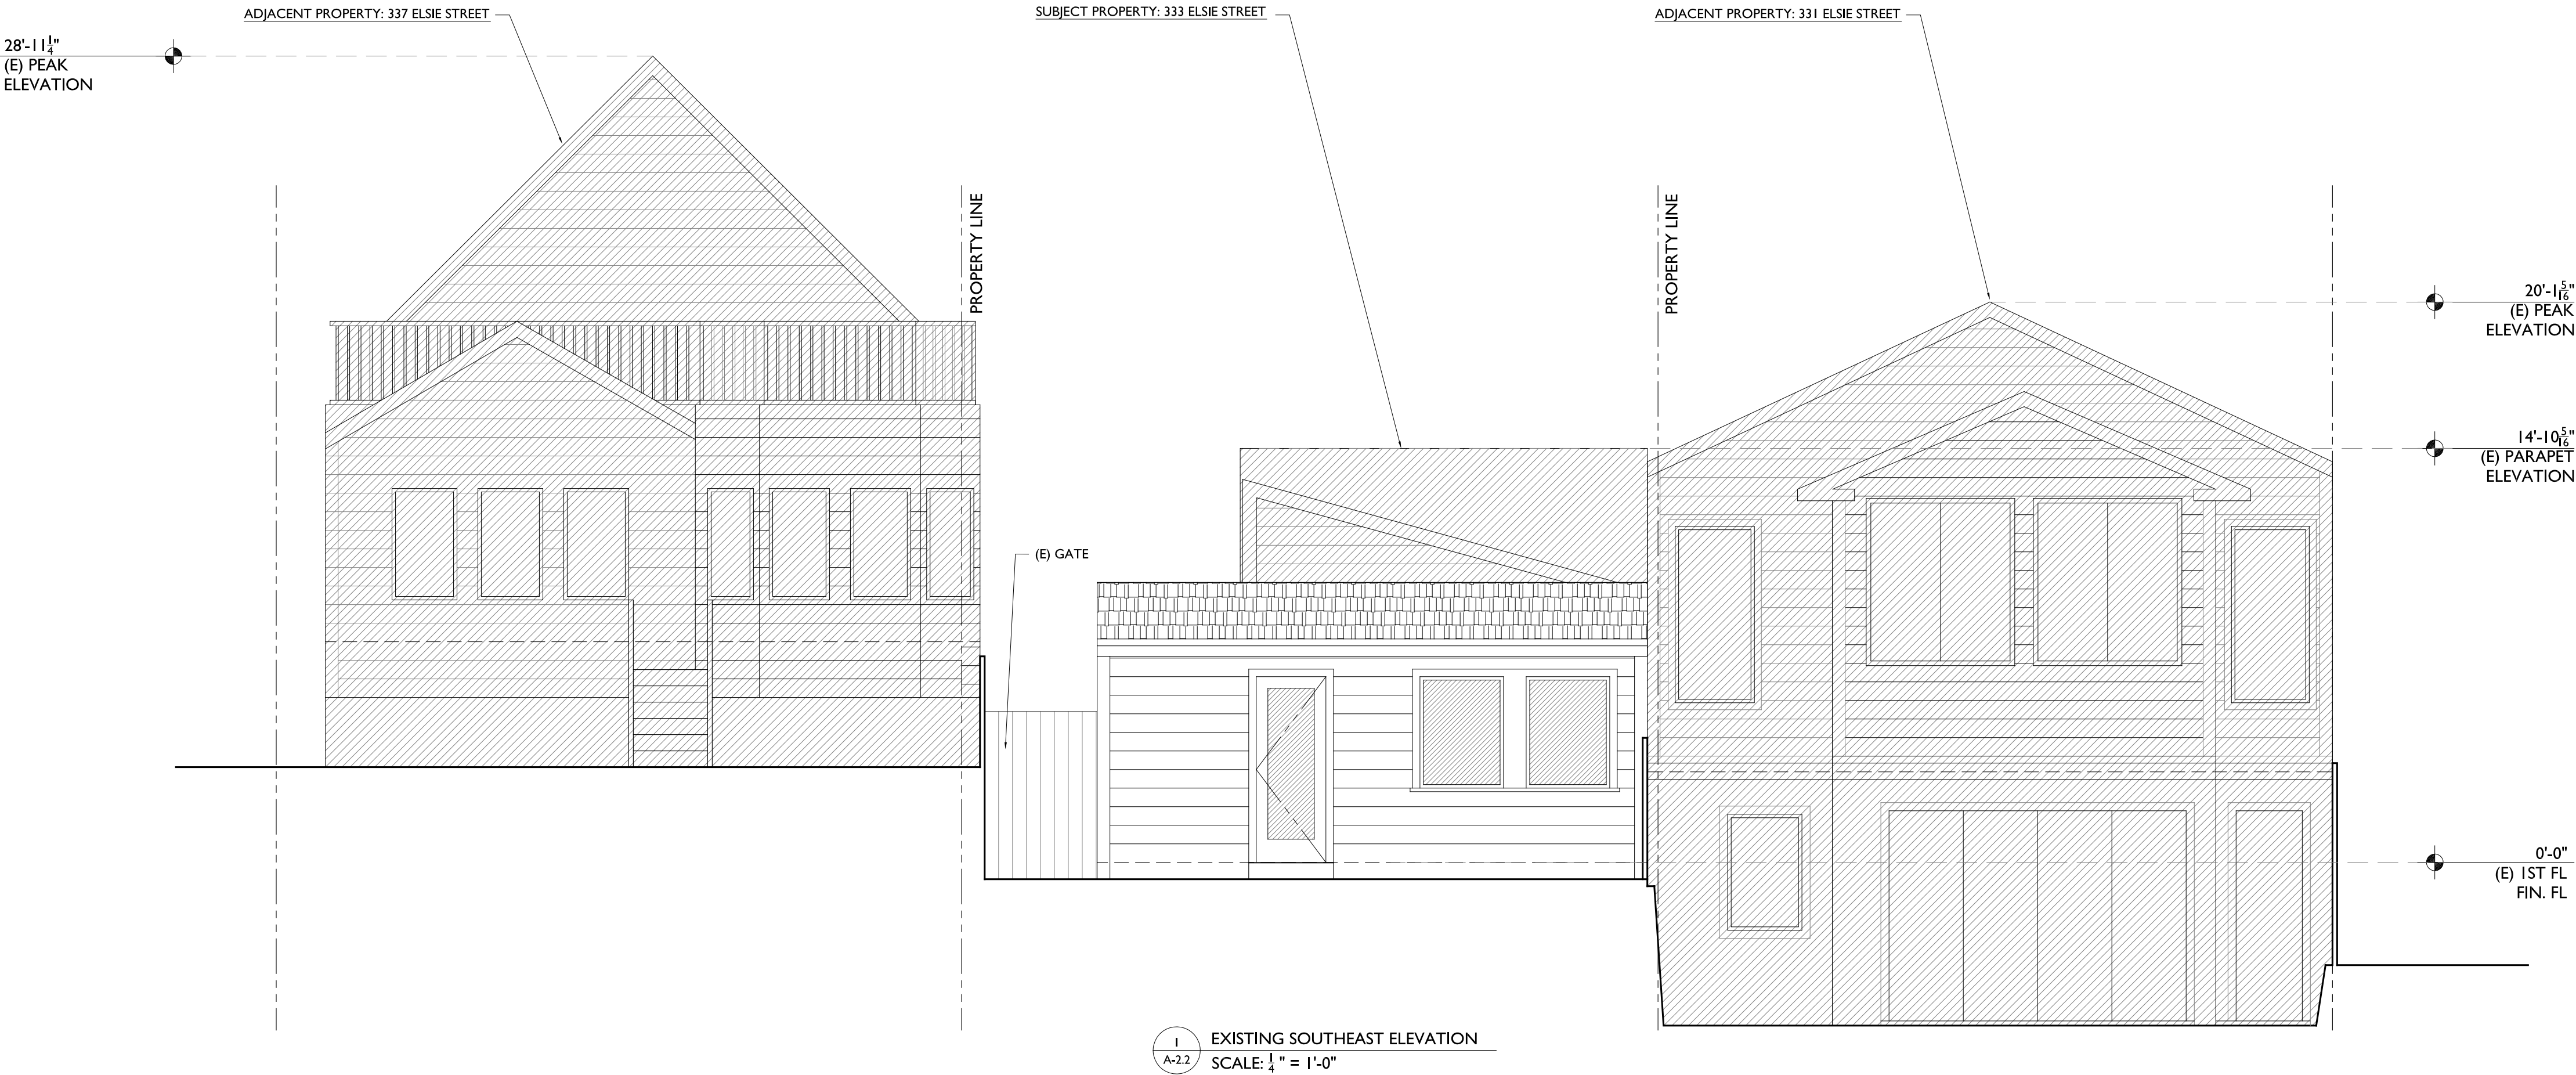 ADJACENT PROPERTY: 337 ELSIE STREET
SUBJECT PROPERTY: 333 ELSIE STREET
ADJACENT PROPERTY: 331 ELSIE STREET
28'-11 1/4"
(E) PEAK
ELEVATION
PROPERTY LINE
PROPERTY LINE
20'-1 5/16"
(E) PEAK
ELEVATION
14'-10 5/16"
(E) PARAPET
ELEVATION
(E) GATE
0'-0"
(E) 1ST FL
FIN. FL
1
A-2.2
EXISTING SOUTHEAST ELEVATION
SCALE: 1/4 " = 1'-0"